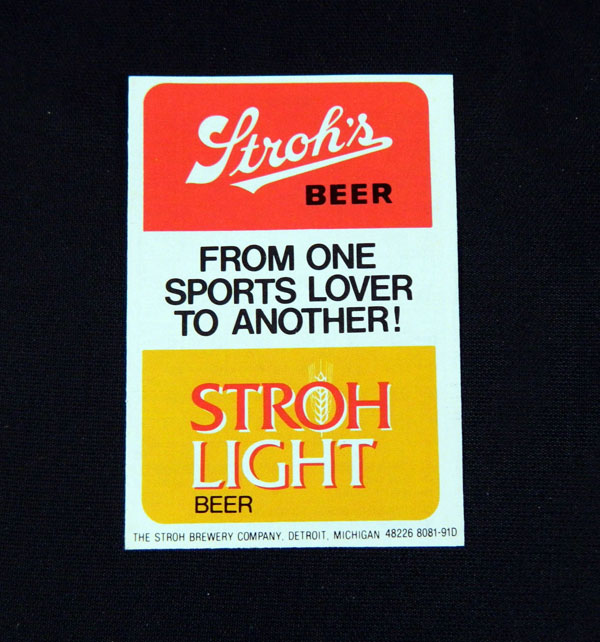 Stroh's
BEER
FROM ONE
SPORTS LOVER
TO ANOTHER!
STROH
LIGHT
BEER
THE STROH BREWERY COMPANY. DETROIT, MICHIGAN 48226 8081-91D